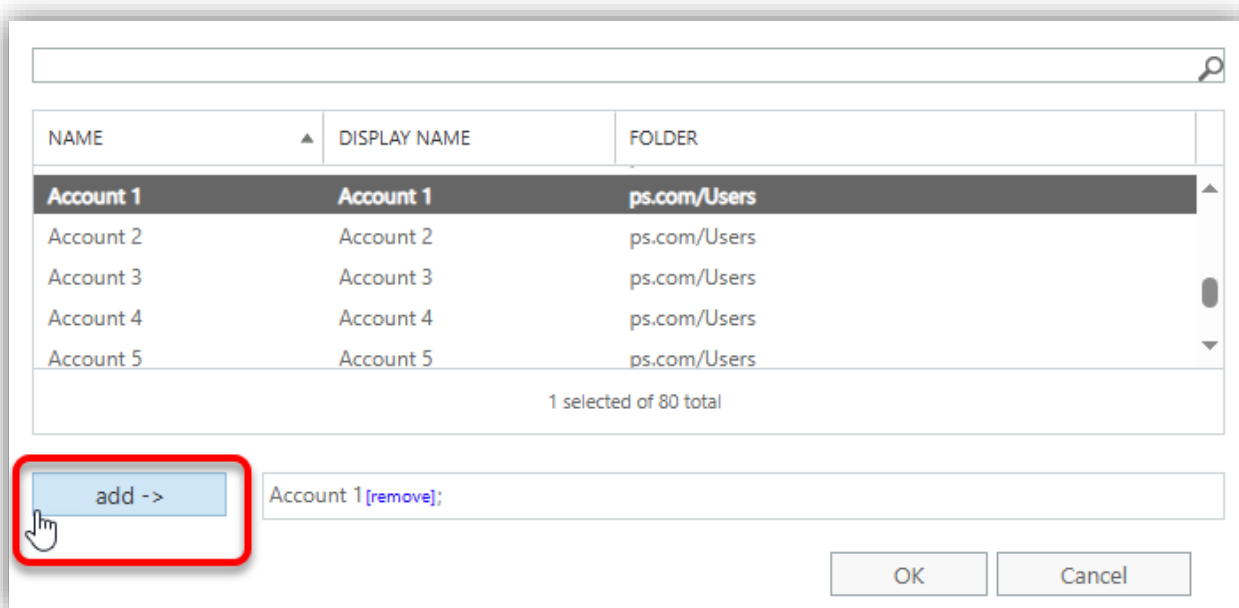 NAME DISPLAY NAME FOLDER
Account 1 Account 1 ps.com/Users
Account 2 Account 2 ps.com/Users
Account 3 Account 3 ps.com/Users
Account 4 Account 4 ps.com/Users
Account 5 Account 5 ps.com/Users
1 selected of 80 total
add -> Account 1[remove];
OK Cancel